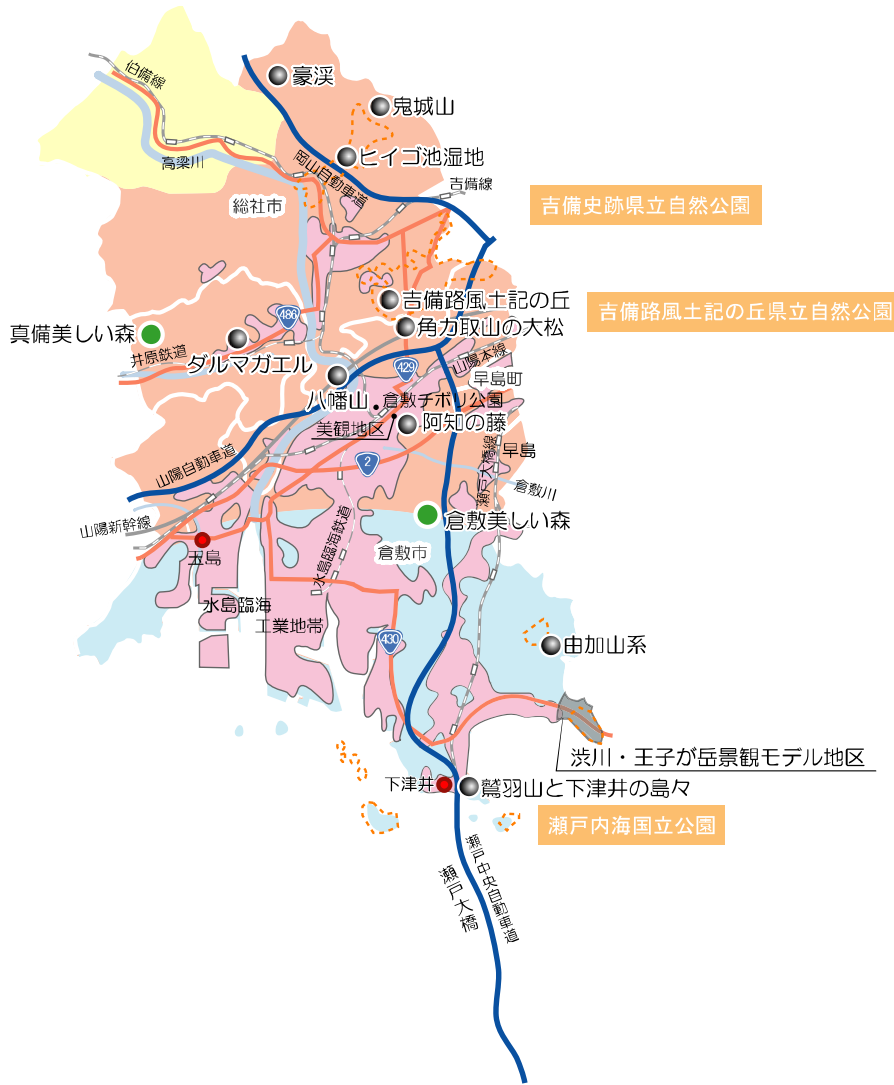 豪渓
伯備線
鬼城山
ヒイゴ池湿地
高梁川
岡山自動車道
吉備線
総社市
吉備史跡県立自然公園
吉備路風土記の丘
吉備路風土記の丘県立自然公園
486
角力取山の大松
真備美しい森
ダルマガエル
井原鉄道
山陽本線
429
早島町
八幡山
倉敷チボリ公園
美観地区
阿知の藤
早島
2
山陽自動車道
瀬戸大橋線
倉敷川
山陽新幹線
倉敷美しい森
水島臨海鉄道
倉敷市
玉島
水島臨海
工業地帯
430
由加山系
渋川・王子が岳景観モデル地区
下津井
鷲羽山と下津井の島々
瀬戸内海国立公園
瀬戸中央自動車道
瀬戸大橋